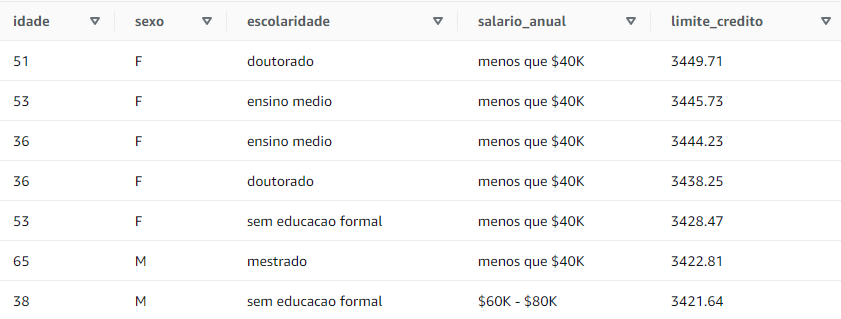 idade sexo escolaridade salario_anual limite_credito
51 F doutorado menos que $40K 3449.71
53 F ensino medio menos que $40K 3445.73
36 F ensino medio menos que $40K 3444.23
36 F doutorado menos que $40K 3438.25
53 F sem educacao formal menos que $40K 3428.47
65 M mestrado menos que $40K 3422.81
38 M sem educacao formal $60K - $80K 3421.64